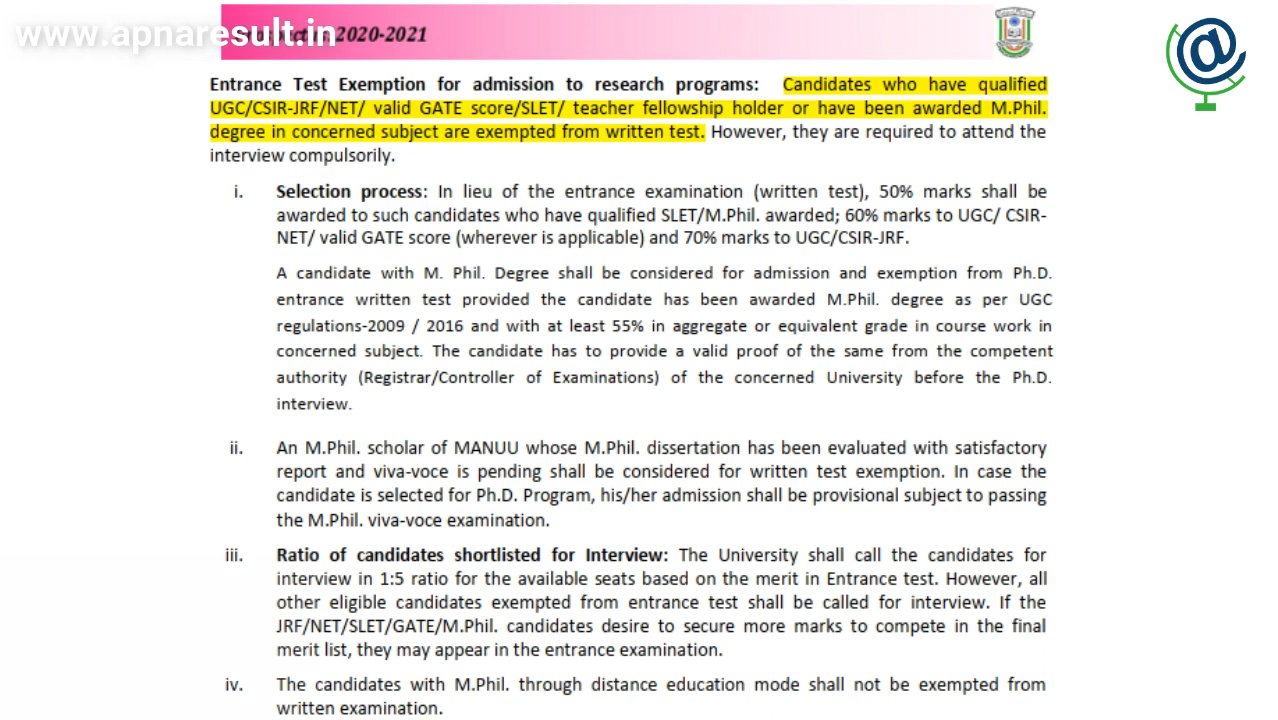 www.apnaresult.in
2020-2021
Entrance Test Exemption for admission to research programs: Candidates who have qualified
UGC/CSIR-JRF/NET/ valid GATE score/SLET/ teacher fellowship holder or have been awarded M.Phil.
degree in concerned subject are exempted from written test. However, they are required to attend the
interview compulsorily.
i. Selection process: In lieu of the entrance examination (written test), 50% marks shall be
awarded to such candidates who have qualified SLET/M.Phil. awarded; 60% marks to UGC/ CSIR-
NET/ valid GATE score (wherever is applicable) and 70% marks to UGC/CSIR-JRF.
A candidate with M. Phil. Degree shall be considered for admission and exemption from Ph.D.
entrance written test provided the candidate has been awarded M.Phil. degree as per UGC
regulations-2009 / 2016 and with at least 55% in aggregate or equivalent grade in course work in
concerned subject. The candidate has to provide a valid proof of the same from the competent
authority (Registrar/Controller of Examinations) of the concerned University before the Ph.D.
interview.
ii. An M.Phil. scholar of MANUU whose M.Phil. dissertation has been evaluated with satisfactory
report and viva-voce is pending shall be considered for written test exemption. In case the
candidate is selected for Ph.D. Program, his/her admission shall be provisional subject to passing
the M.Phil. viva-voce examination.
iii. Ratio of candidates shortlisted for Interview: The University shall call the candidates for
interview in 1:5 ratio for the available seats based on the merit in Entrance test. However, all
other eligible candidates exempted from entrance test shall be called for interview. If the
JRF/NET/SLET/GATE/M.Phil. candidates desire to secure more marks to compete in the final
merit list, they may appear in the entrance examination.
iv. The candidates with M.Phil. through distance education mode shall not be exempted from
written examination.